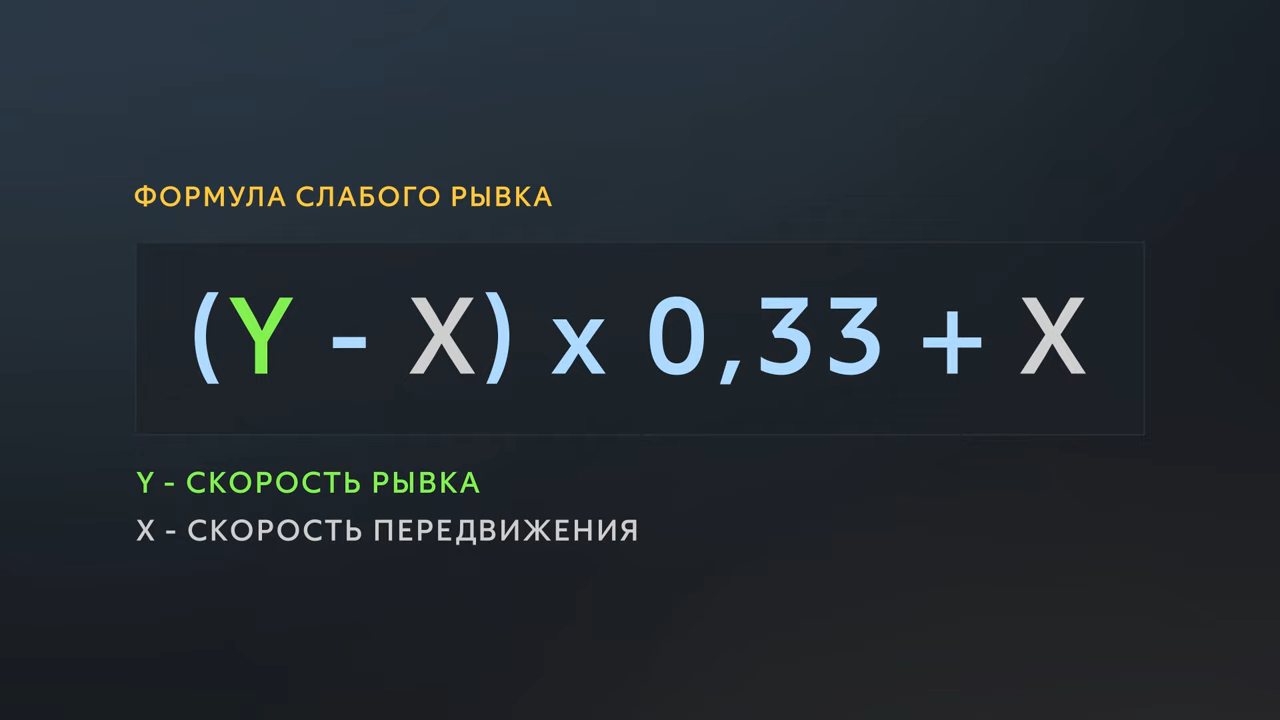 ФОРМУЛА СЛАБОГО РЫВКА
(Y - X) x 0,33 + X
Y - СКОРОСТЬ РЫВКА
X - СКОРОСТЬ ПЕРЕДВИЖЕНИЯ